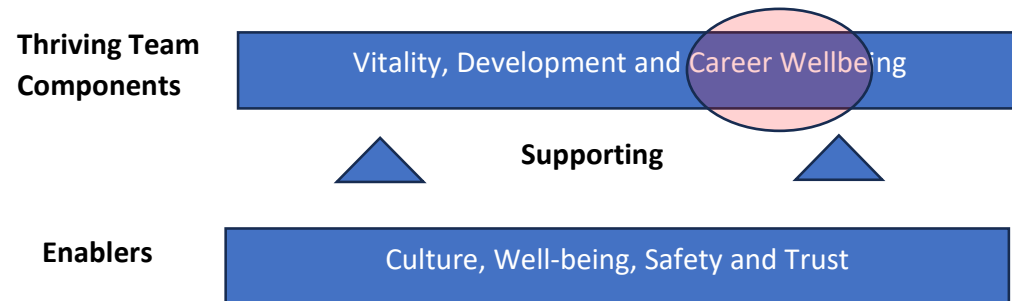 Thriving Team
Components
Vitality, Development and Career Wellbeing
Supporting
Enablers
Culture, Well-being, Safety and Trust